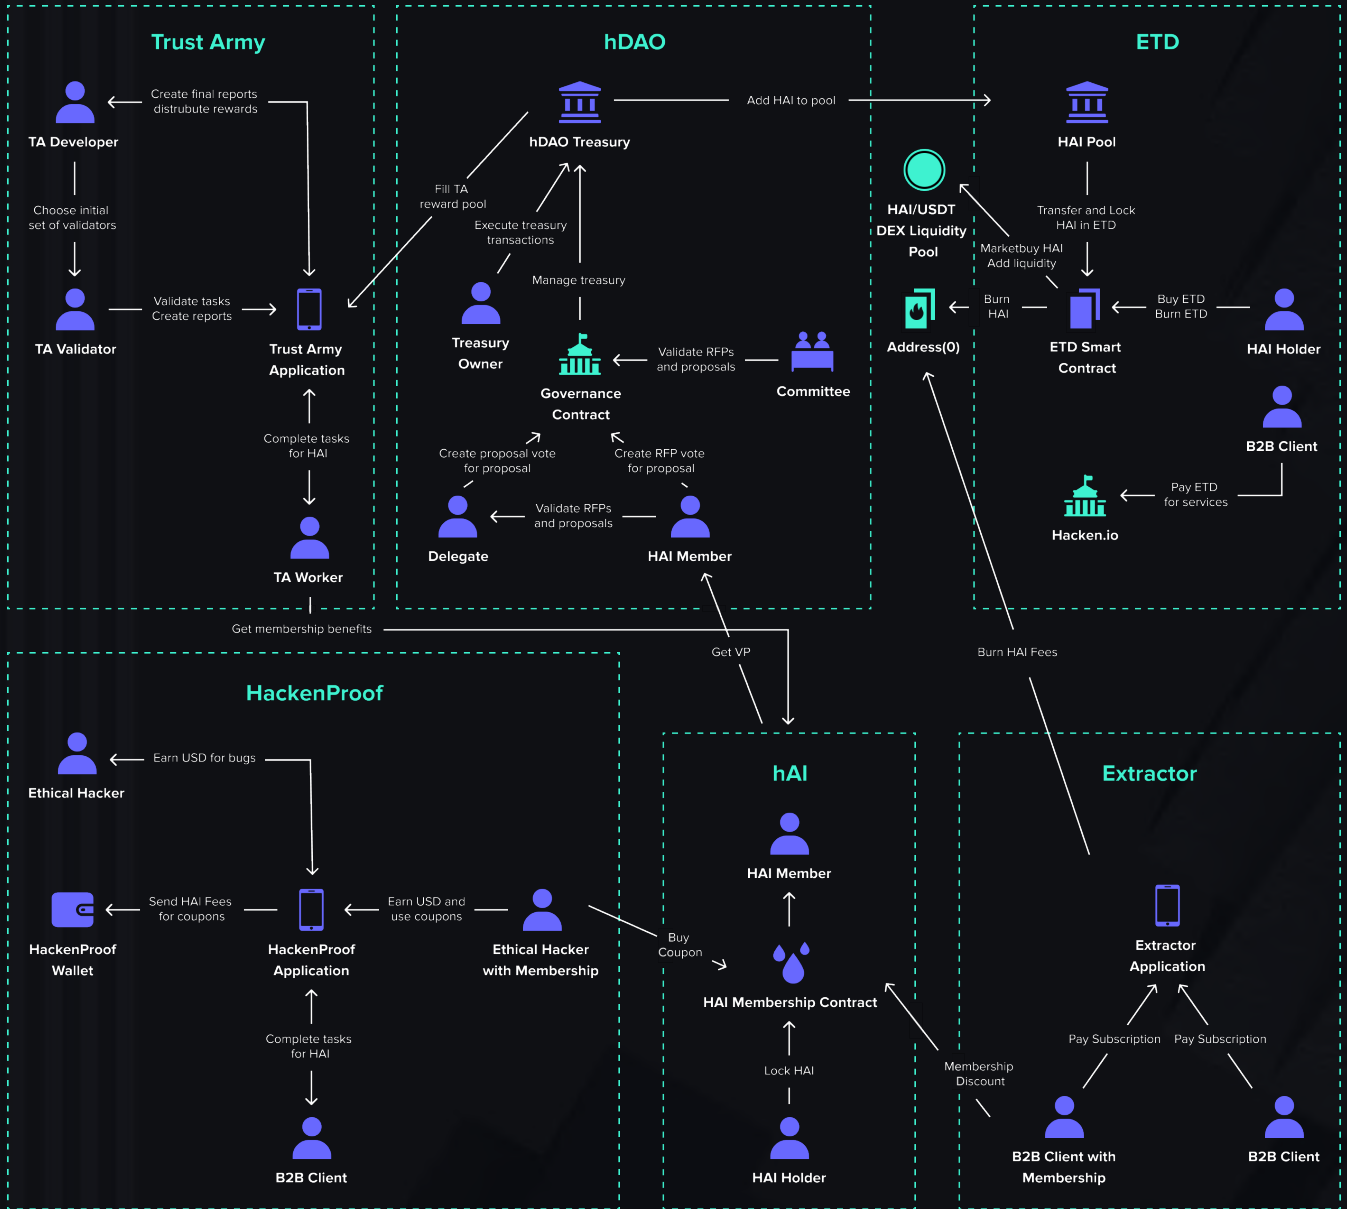 Trust Army
Create final reports
distrubute rewards
TA Developer
Choose initial
set of validators
Validate tasks
Create reports
TA Validator
Trust Army
Application
Complete tasks
for HAI
TA Worker
hDAO
hDAO Treasury
Add HAI to pool
Fill TA
reward pool
Execute treasury
transactions
Manage treasury
Treasury
Owner
Governance
Contract
Validate RFPs
and proposals
Committee
Create proposal vote
for proposal
Create RFP vote
for proposal
Validate RFPs
and proposals
Delegate
HAI Member
ETD
HAI Pool
HAI/USDT
DEX Liquidity
Pool
Transfer and Lock
HAI in ETD
Marketbuy HAI
Add liquidity
Burn
HAI
Buy ETD
Burn ETD
Address(0)
ETD Smart
Contract
HAI Holder
B2B Client
Pay ETD
for services
Hacken.io
Get membership benefits
Get VP
Burn HAI Fees
HackenProof
Earn USD for bugs
Ethical Hacker
Send HAI Fees
for coupons
Earn USD and
use coupons
HackenProof
Wallet
HackenProof
Application
Ethical Hacker
with Membership
Complete tasks
for HAI
B2B Client
Buy
Coupon
hAI
HAI Member
HAI Membership Contract
Lock HAI
HAI Holder
Membership
Discount
Extractor
Extractor
Application
Pay Subscription
Pay Subscription
B2B Client with
Membership
B2B Client